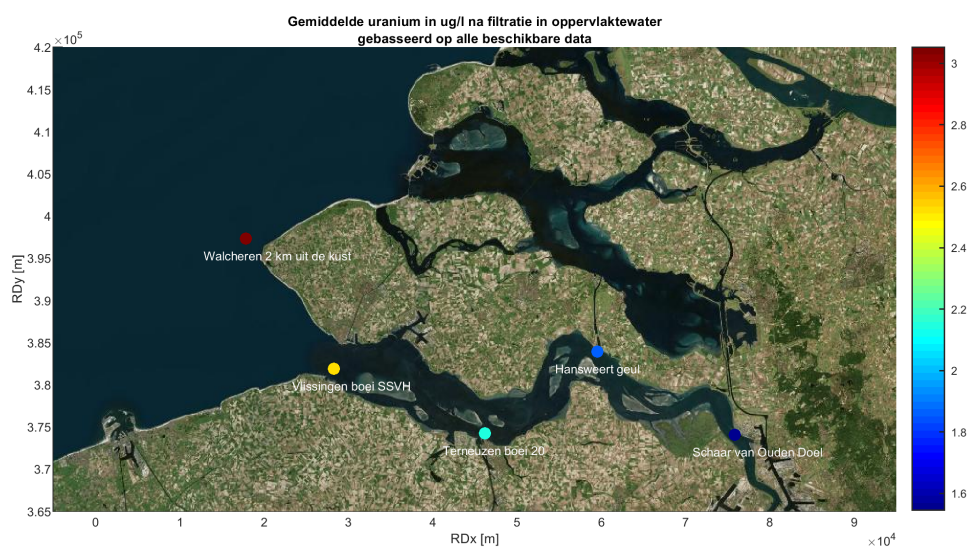 Gemiddelde uranium in ug/l na filtratie in oppervlaktewater
gebasseerd op alle beschikbare data
×10⁵
4.2
4.15
4.1
4.05
4
3.95
3.9
3.85
3.8
3.75
3.7
3.65
RDy [m]
Walcheren 2 km uit de kust
Vlissingen boei SSVH
Hansweert geul
Terneuzen boei 20
Schaar van Ouden Doel
0 1 2 3 4 5 6 7 8 9
×10⁴
RDx [m]
3
2.8
2.6
2.4
2.2
2
1.8
1.6